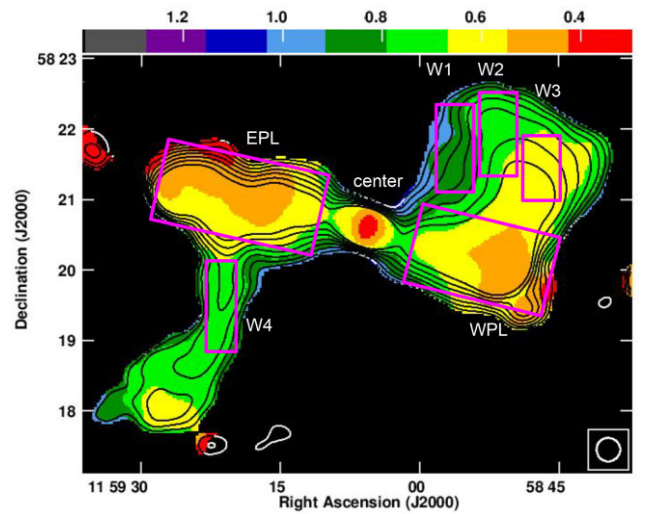 1.2 1.0 0.8 0.6 0.4
58 23
W1 W2
W3
22
EPL
21
center
20
W4
WPL
19
18
11 59 30 15 00 58 45
Declination (J2000)
Right Ascension (J2000)